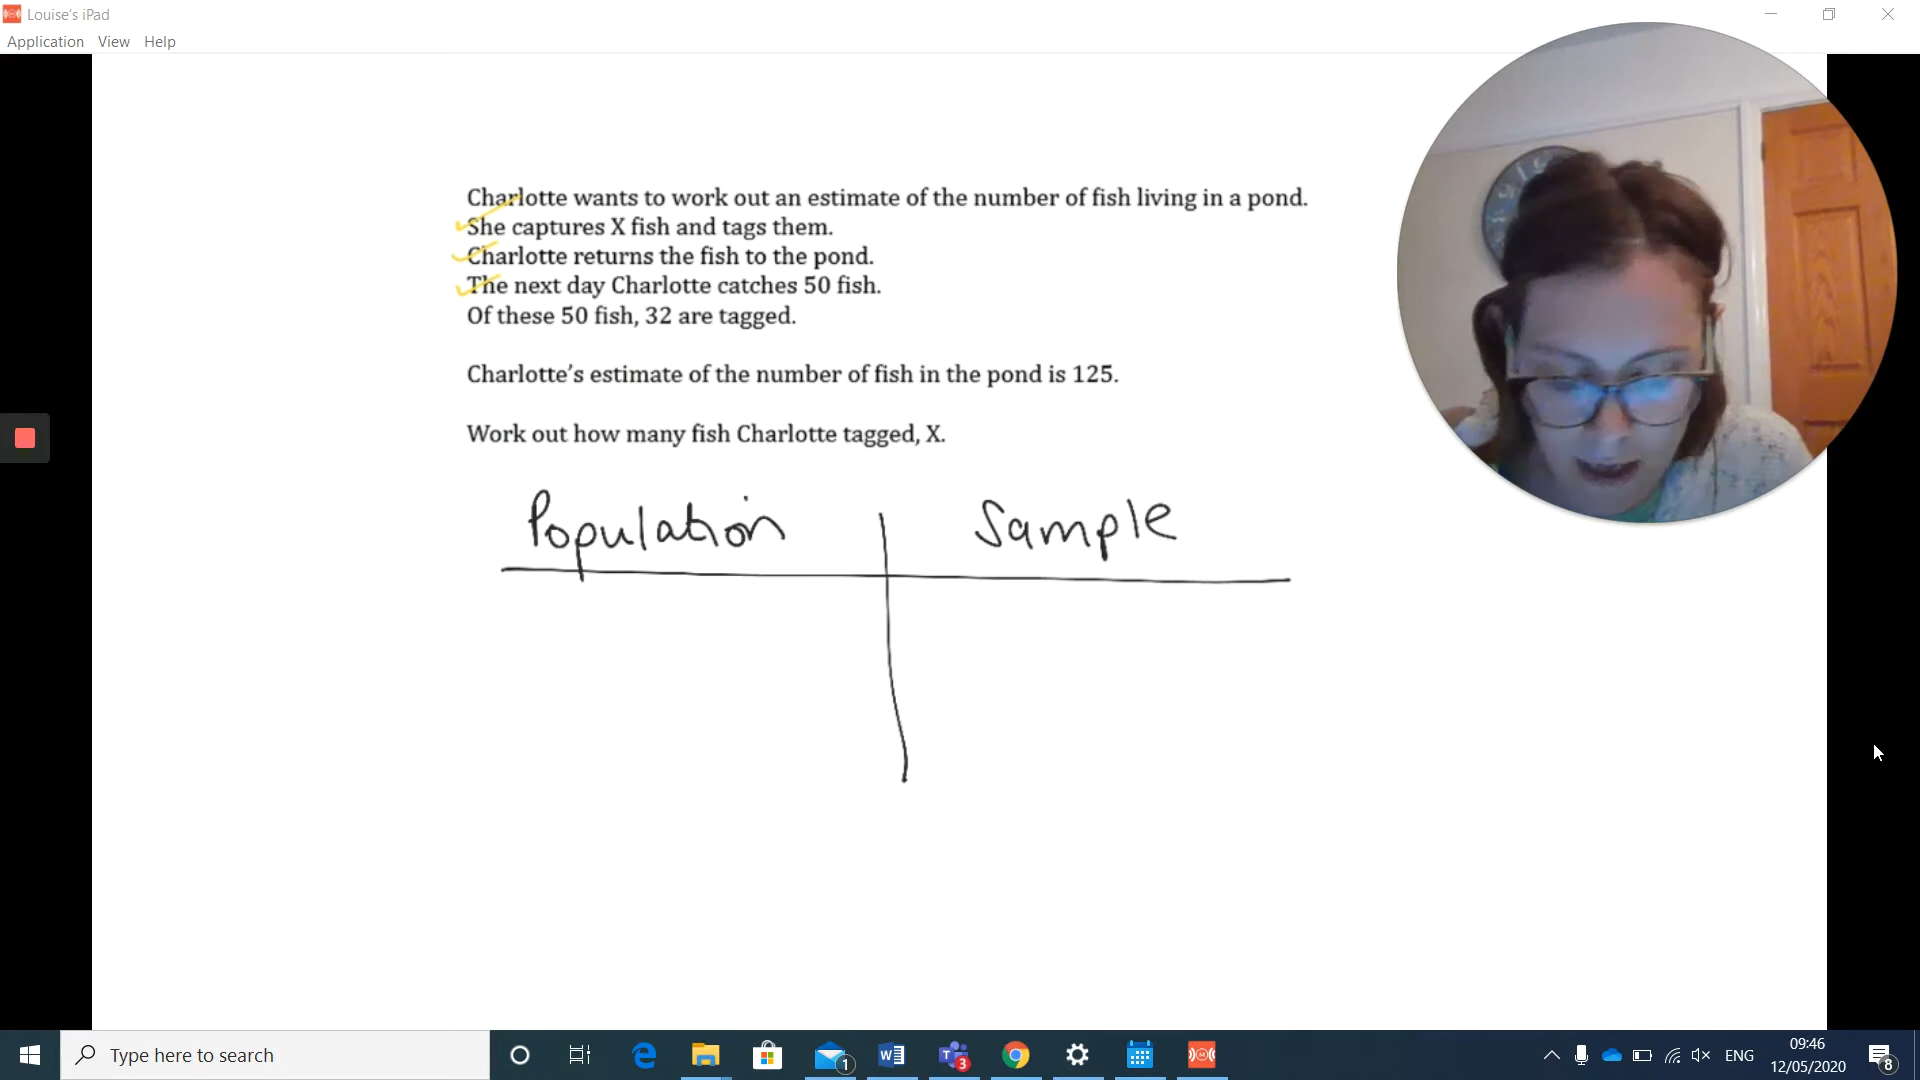 Louise's iPad
Application View Help
Charlotte wants to work out an estimate of the number of fish living in a pond.
She captures X fish and tags them.
Charlotte returns the fish to the pond.
The next day Charlotte catches 50 fish.
Of these 50 fish, 32 are tagged.
Charlotte's estimate of the number of fish in the pond is 125.
Work out how many fish Charlotte tagged, X.
Population Sample
Type here to search
1
3
ENG
09:46
12/05/2020
8